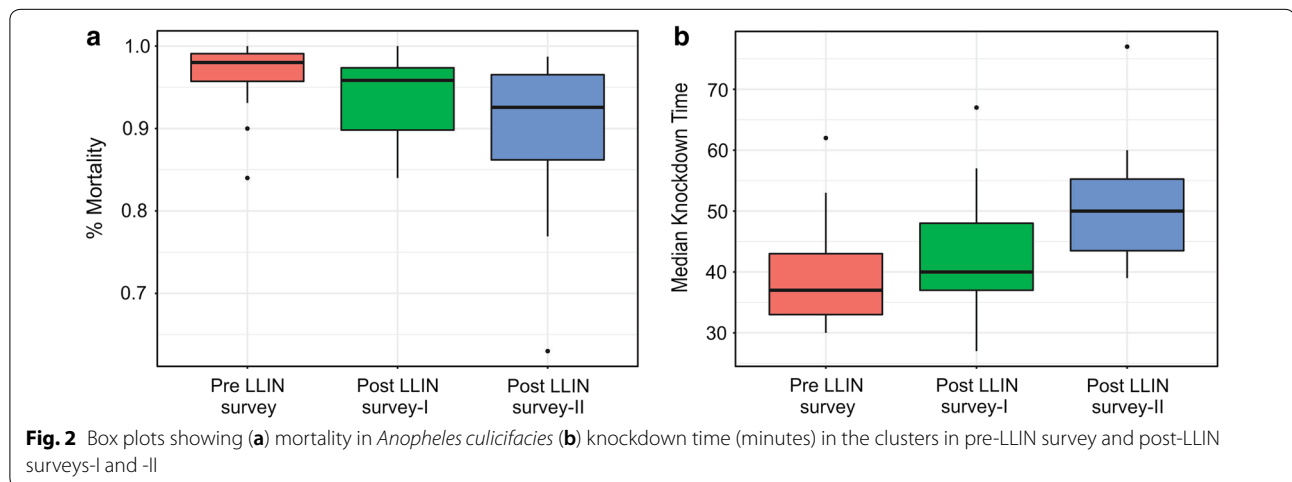 a
1.0
0.9
0.8
0.7
% Mortality
Pre LLIN
survey
Post LLIN
survey-I
Post LLIN
survey-II
b
70
60
50
40
30
Median Knockdown Time
Pre LLIN
survey
Post LLIN
survey-I
Post LLIN
survey-II
Fig. 2 Box plots showing (a) mortality in Anopheles culicifacies (b) knockdown time (minutes) in the clusters in pre-LLIN survey and post-LLIN
surveys-I and -II